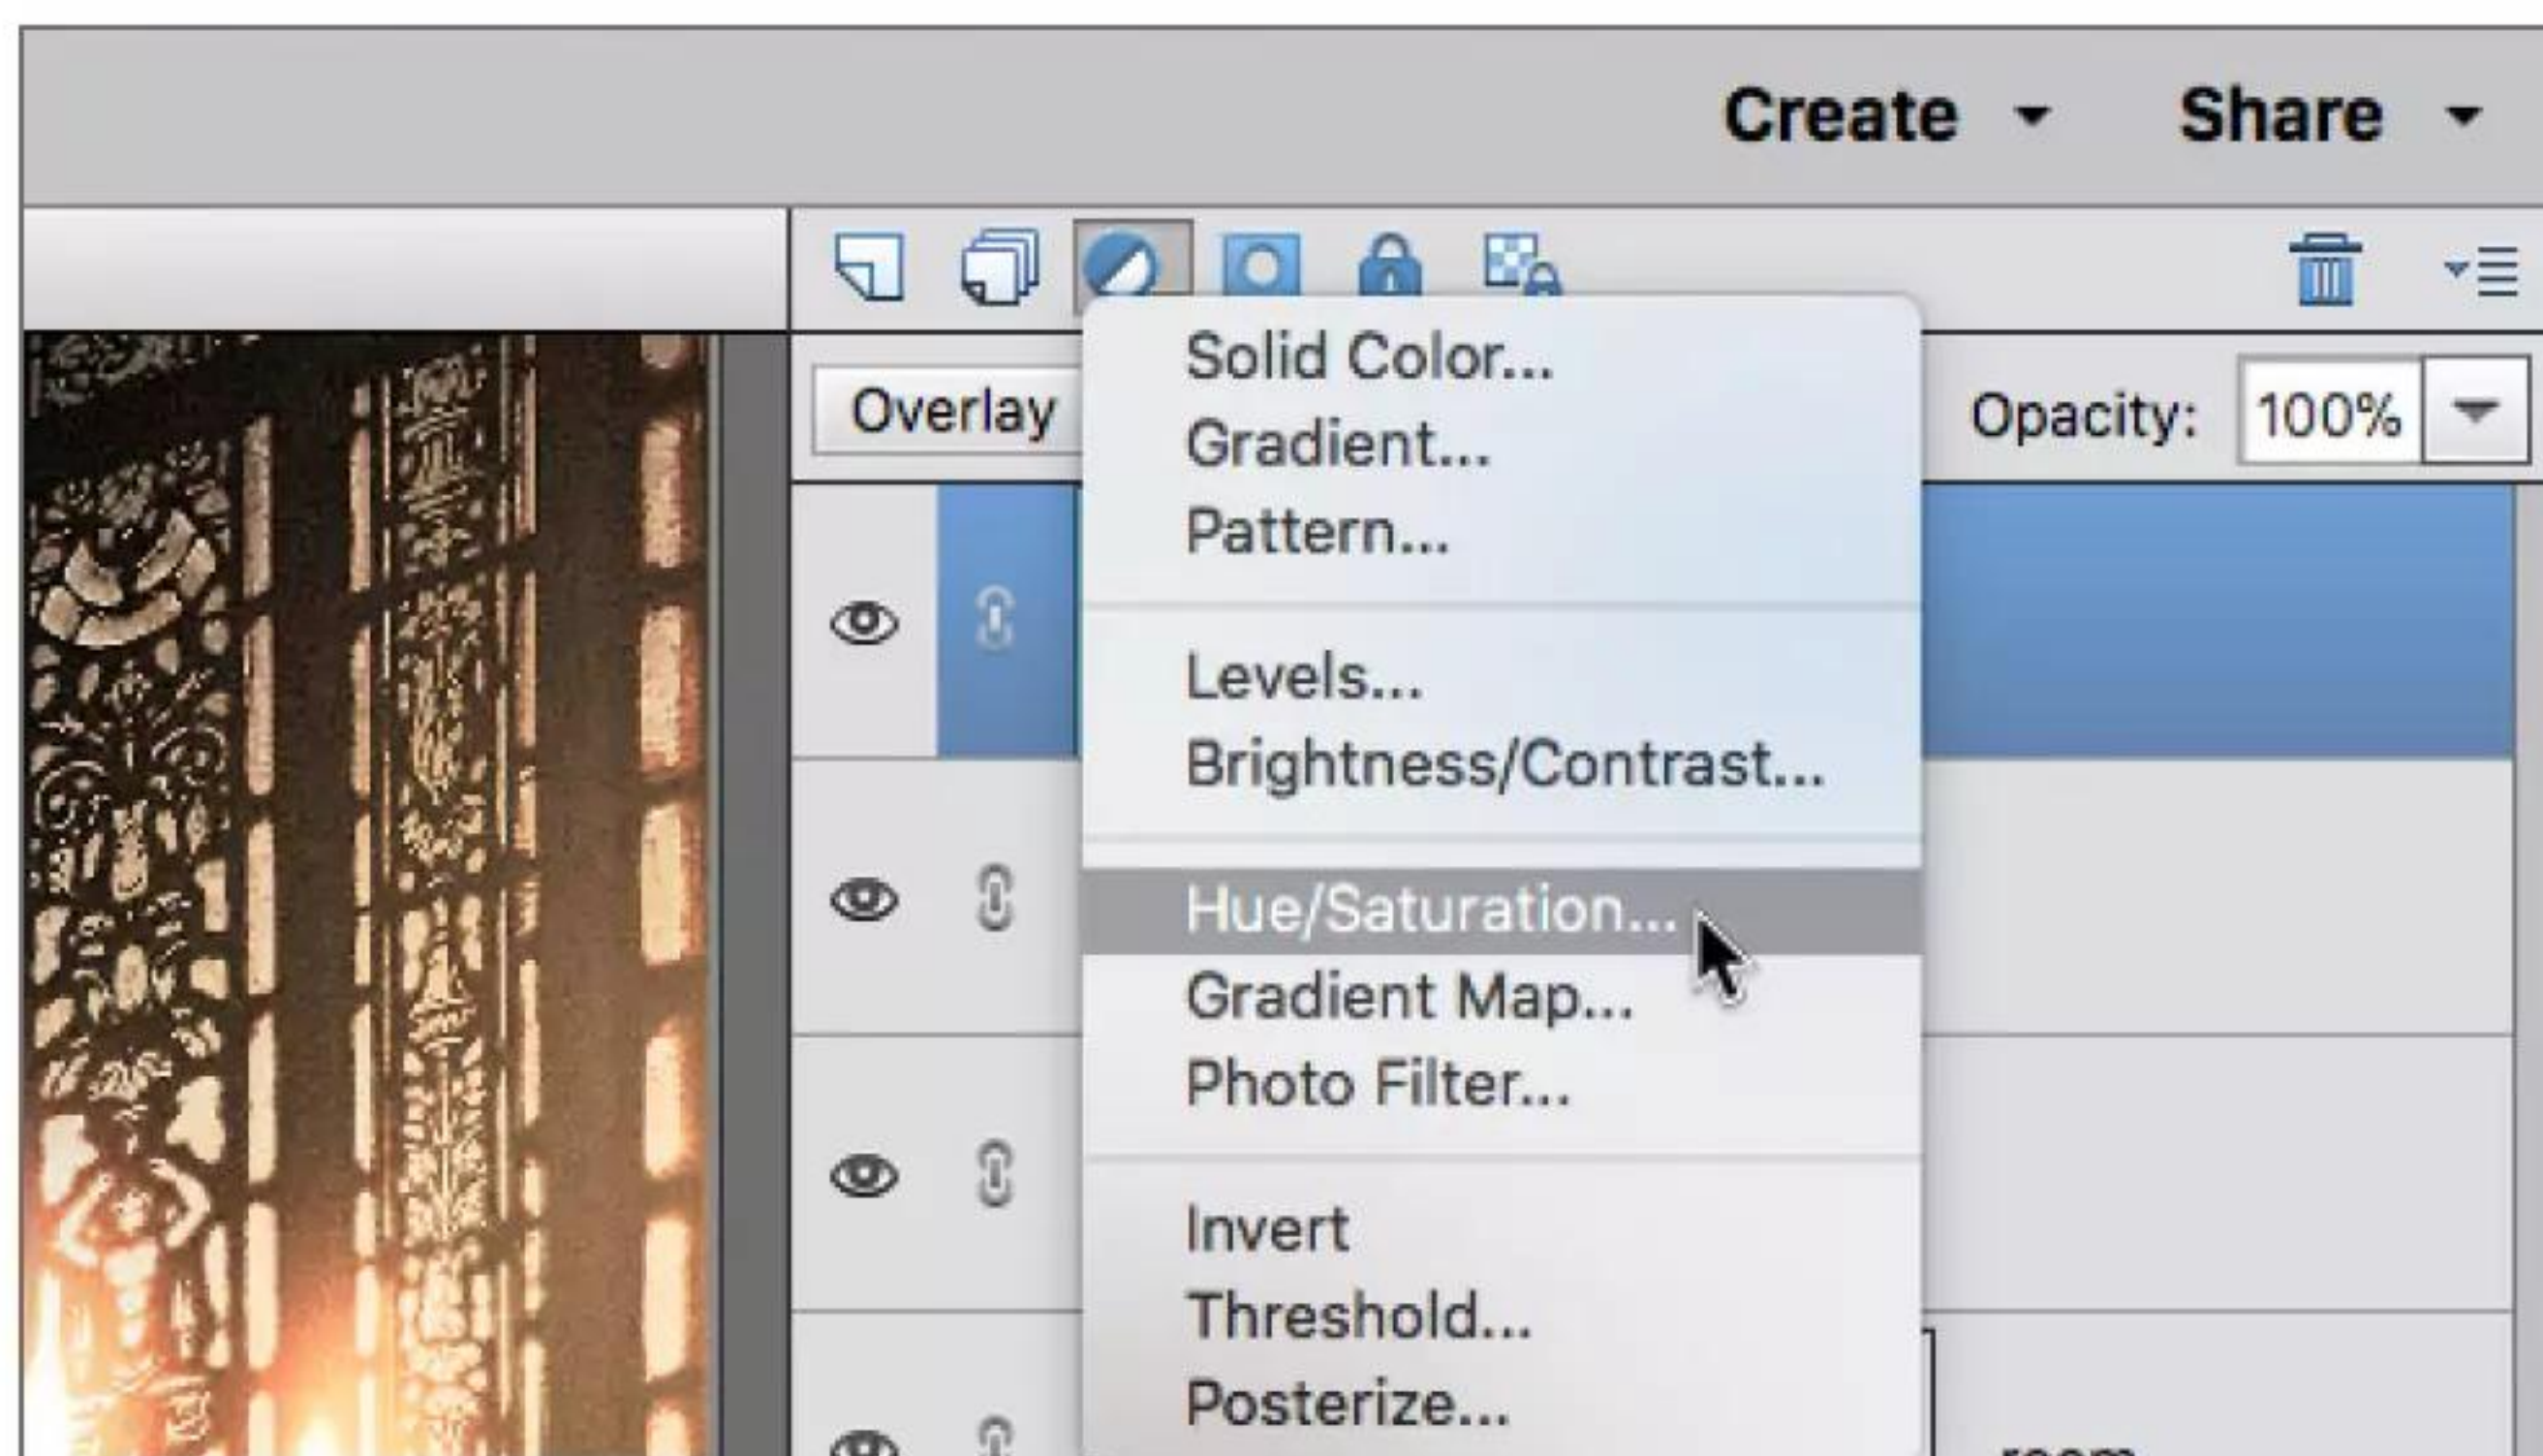 Create Share
Overlay
Opacity: 100%
Solid Color...
Gradient...
Pattern...
Levels...
Brightness/Contrast...
Hue/Saturation...
Gradient Map...
Photo Filter...
Invert
Threshold...
Posterize...
room